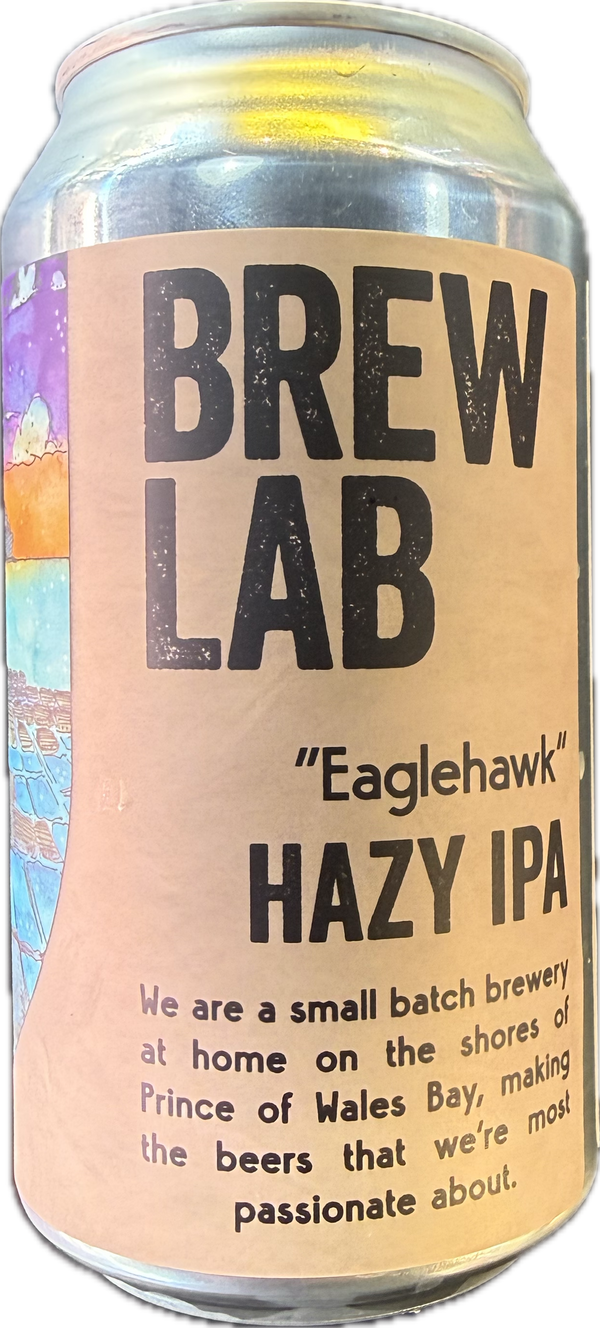 BREW
LAB
"Eaglehawk"
HAZY IPA
We are a small batch brewery
at home on the shores of
Prince of Wales Bay, making
the beers that we're most
passionate about.